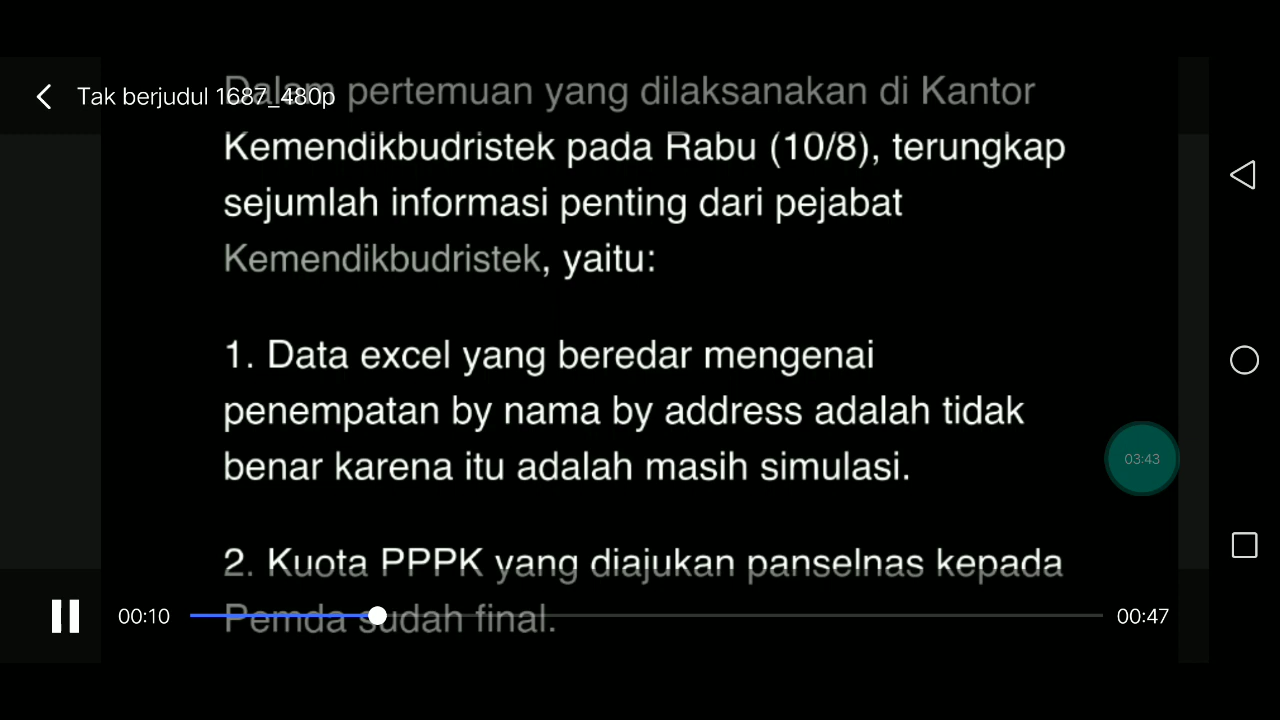 Tak berjudul 1687_480p
Dalam pertemuan yang dilaksanakan di Kantor
Kemendikbudristek pada Rabu (10/8), terungkap
sejumlah informasi penting dari pejabat
Kemendikbudristek, yaitu:
1. Data excel yang beredar mengenai
penempatan by nama by address adalah tidak
benar karena itu adalah masih simulasi.
03:43
2. Kuota PPPK yang diajukan panselnas kepada
Pemda sudah final.
00:10
00:47